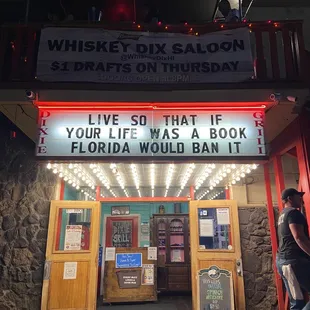 WHISKEY DIX SALOON
$1 DRAFTS ON THURSDAY
DIXIE
GRILL
LIVE SO THAT IF
YOUR LIFE WAS A BOOK
FLORIDA WOULD BAN IT